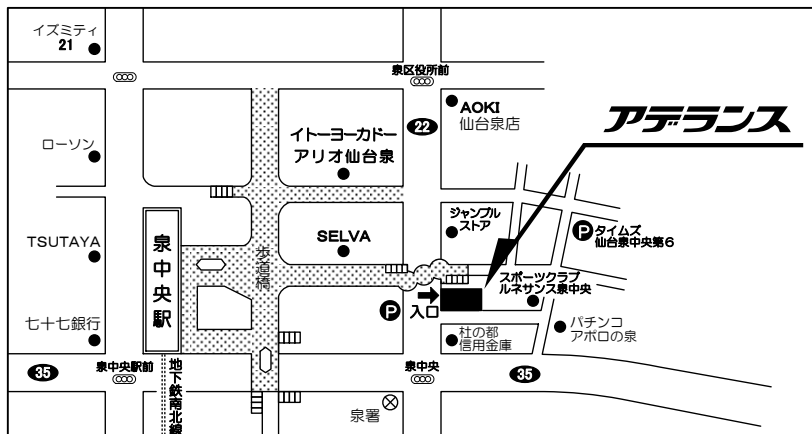 イズミティ
21
泉区役所前
AOKI
仙台泉店
アデランス
22
ローソン
イトーヨーカドー
アリオ仙台泉
ジャンブル
ストア
P タイムズ
仙台泉中央第6
TSUTAYA
泉中央駅
歩道橋
SELVA
スポーツクラブ
ルネサンス泉中央
P
入口
七十七銀行
杜の都
信用金庫
パチンコ
アポロの泉
35
泉中央駅前
地下鉄南北線
泉中央
35
泉署